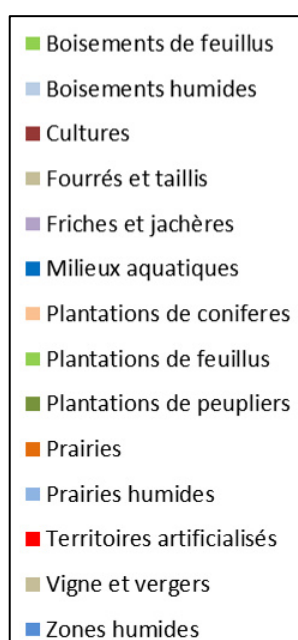 Boisements de feuillus
Boisements humides
Cultures
Fourrés et taillis
Friches et jachères
Milieux aquatiques
Plantations de coniferes
Plantations de feuillus
Plantations de peupliers
Prairies
Prairies humides
Territoires artificialisés
Vigne et vergers
Zones humides